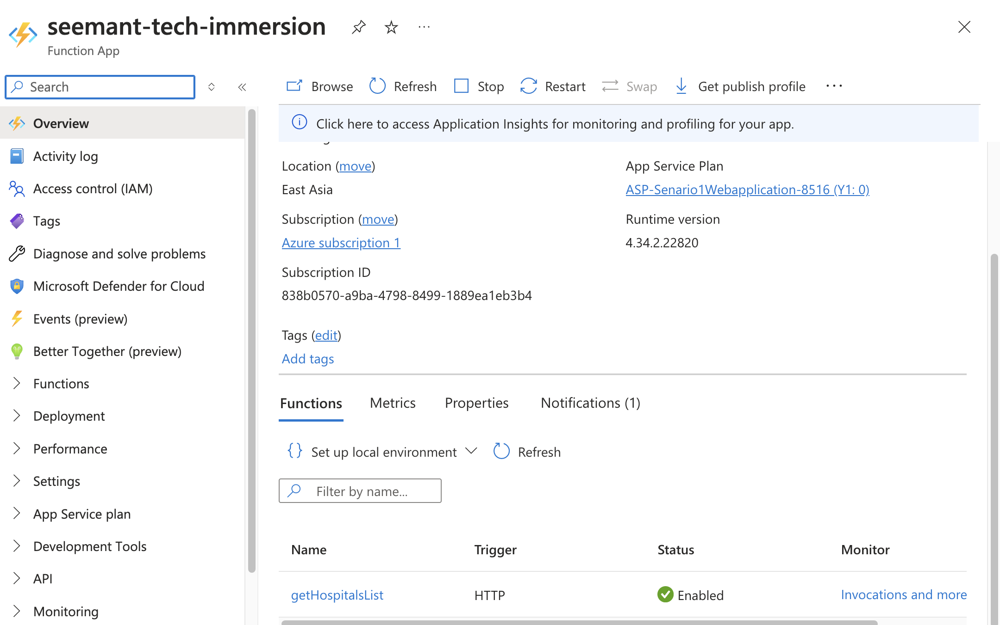 seemant-tech-immersion
Function App
Search
Browse Refresh Stop Restart Swap Get publish profile
Click here to access Application Insights for monitoring and profiling for your app.
Overview
Activity log
Access control (IAM)
Tags
Diagnose and solve problems
Microsoft Defender for Cloud
Events (preview)
Better Together (preview)
Functions
Deployment
Performance
Settings
App Service plan
Development Tools
API
Monitoring
Location (move)
East Asia
Subscription (move)
Azure subscription 1
Subscription ID
838b0570-a9ba-4798-8499-1889ea1eb3b4
Tags (edit)
Add tags
App Service Plan
ASP-Senario1Webapplication-8516 (Y1: 0)
Runtime version
4.34.2.22820
Functions Metrics Properties Notifications (1)
{} Set up local environment Refresh
Filter by name...
Name Trigger Status Monitor
getHospitalsList HTTP Enabled Invocations and more